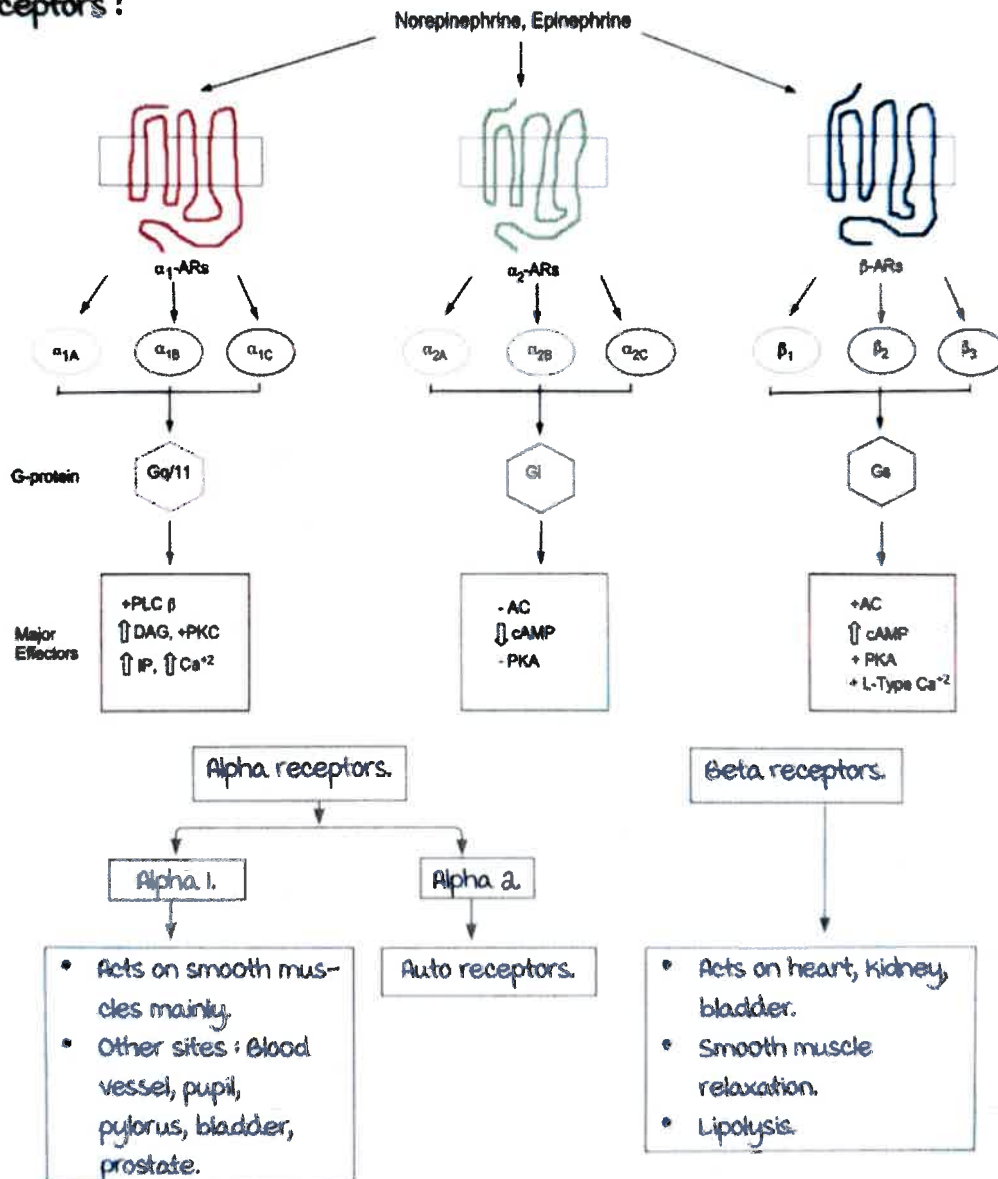 ceptors :
Norepinephrine, Epinephrine
α1-ARs
α2-ARs
β-ARs
α1A
α1B
α1C
α2A
α2B
α2C
β1
β2
β3
G-protein
Gq/11
Gi
Gs
Major
Effectors
+PLC β
⇑ DAG, +PKC
⇑ IP, ⇑ Ca+2
- AC
⇓ cAMP
- PKA
+AC
⇑ cAMP
+ PKA
+ L-Type Ca+2
Alpha receptors.
Beta receptors.
Alpha 1.
Alpha 2.
• Acts on smooth mus-
cles mainly.
• Other sites : Blood
vessel, pupil,
pylorus, bladder,
prostate.
Auto receptors.
• Acts on heart, kidney,
bladder.
• Smooth muscle
relaxation.
• Lipolysis.